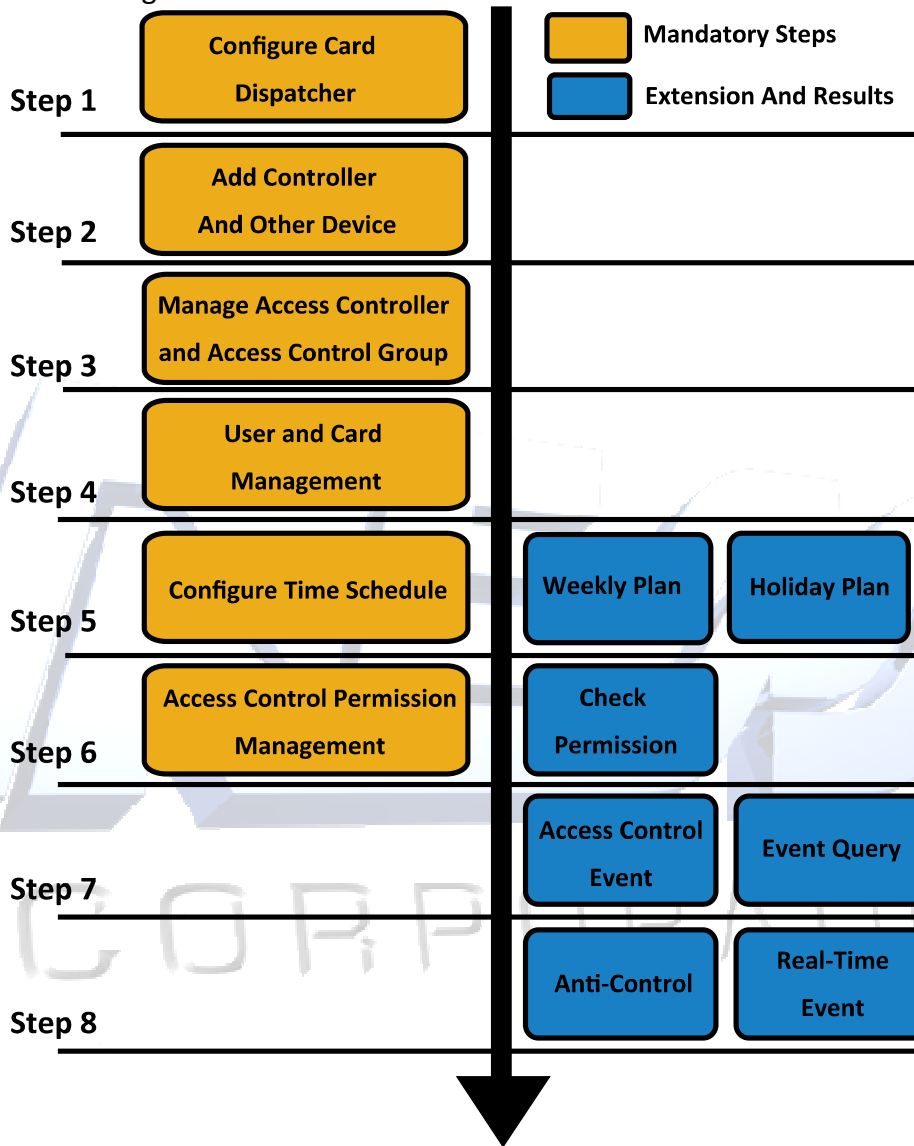 Configure Card
Dispatcher
Step 1
Mandatory Steps
Extension And Results
Add Controller
And Other Device
Step 2
Manage Access Controller
and Access Control Group
Step 3
User and Card
Management
Step 4
Configure Time Schedule
Step 5
Weekly Plan
Holiday Plan
Access Control Permission
Management
Step 6
Check
Permission
Step 7
Access Control
Event
Event Query
Step 8
Anti-Control
Real-Time
Event